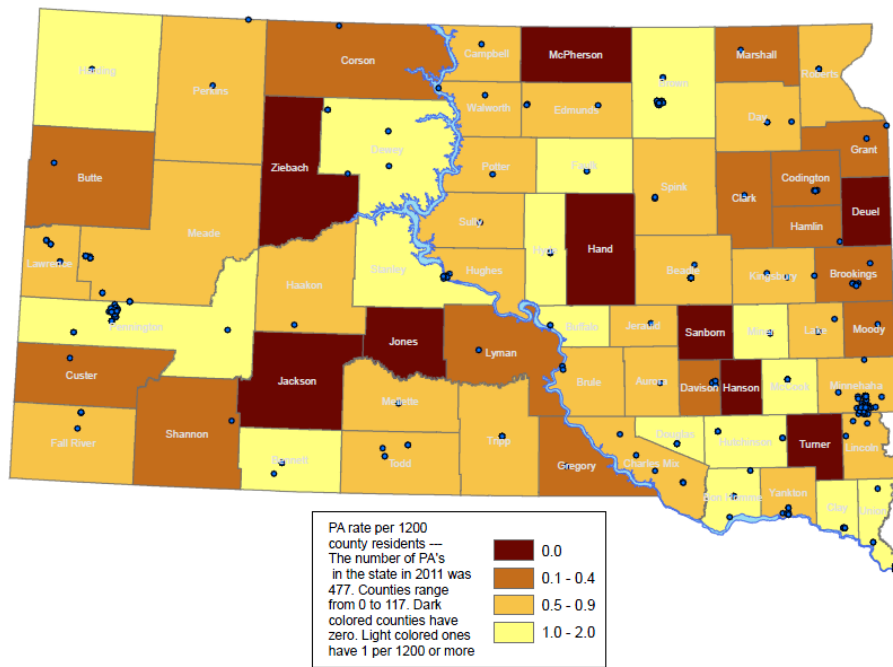 Harding
Perkins
Corson
Campbell
McPherson
Brown
Marshall
Roberts
Walworth
Edmunds
Day
Grant
Butte
Ziebach
Dewey
Potter
Faulk
Spink
Clark
Codington
Hamlin
Deuel
Meade
Sully
Hyde
Hand
Lawrence
Stanley
Hughes
Haakon
Beadle
Kingsbury
Brookings
Pennington
Jones
Lyman
Buffalo
Jerauld
Sanborn
Miner
Lake
Moody
Custer
Jackson
Mellette
Brule
Aurora
Davison
Hanson
McCook
Minnehaha
Fall River
Shannon
Bennett
Todd
Tripp
Gregory
Charles Mix
Douglas
Hutchinson
Turner
Lincoln
Bon Homme
Yankton
Clay
Union
PA rate per 1200
county residents ---
The number of PA's
in the state in 2011 was
477. Counties range
from 0 to 117. Dark
colored counties have
zero. Light colored ones
have 1 per 1200 or more
0.0
0.1 - 0.4
0.5 - 0.9
1.0 - 2.0